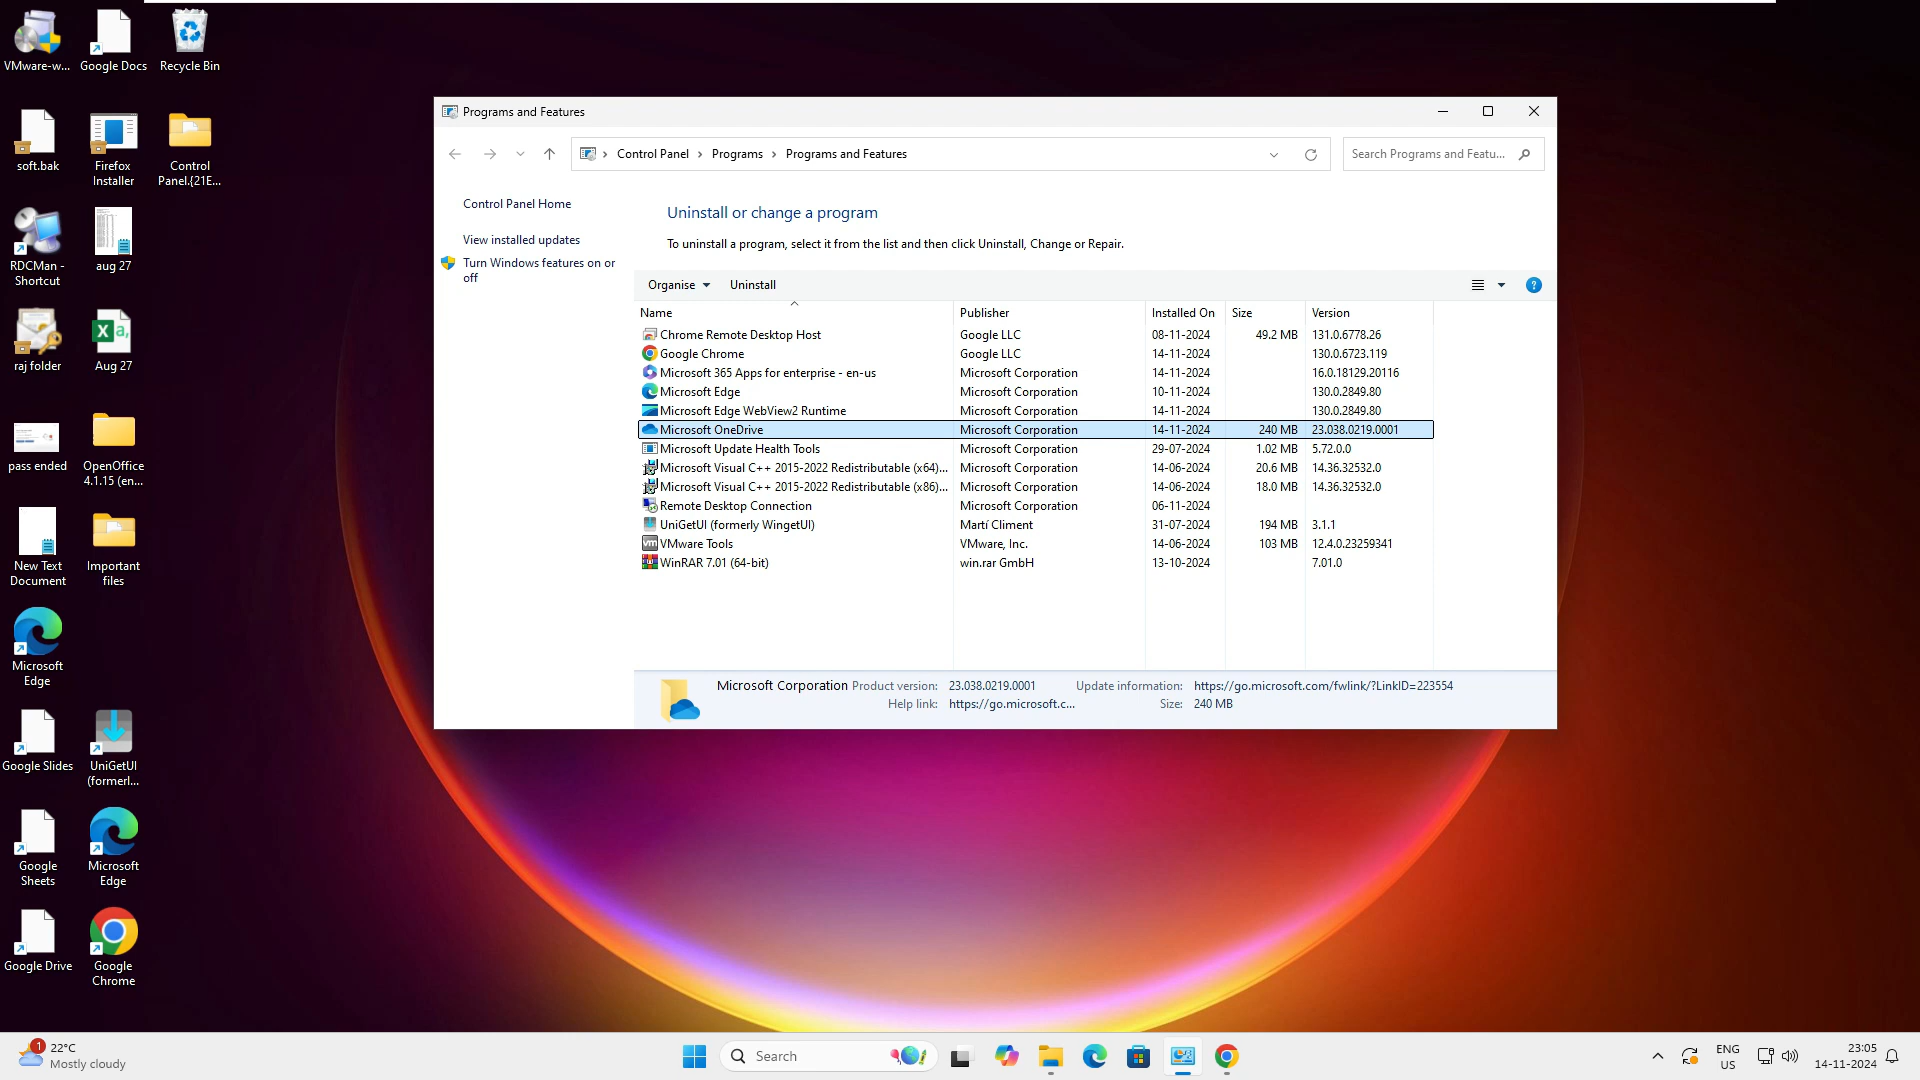 VMware-w...
Google Docs
Recycle Bin
soft.bak
Firefox
Installer
Control
Panel.{21E...
RDCMan -
Shortcut
aug 27
raj folder
Aug 27
pass ended
OpenOffice
4.1.15 (en...
New Text
Document
Important
files
Microsoft
Edge
Google Slides
UniGetUI
(formerl...
Google
Sheets
Microsoft
Edge
Google Drive
Google
Chrome
Programs and Features
Control Panel > Programs > Programs and Features
Search Programs and Featu...
Control Panel Home
View installed updates
Turn Windows features on or
off
Uninstall or change a program
To uninstall a program, select it from the list and then click Uninstall, Change or Repair.
Organise Uninstall
Name Publisher Installed On Size Version
Chrome Remote Desktop Host Google LLC 08-11-2024 49.2 MB 131.0.6778.26
Google Chrome Google LLC 14-11-2024 130.0.6723.119
Microsoft 365 Apps for enterprise - en-us Microsoft Corporation 14-11-2024 16.0.18129.20116
Microsoft Edge Microsoft Corporation 10-11-2024 130.0.2849.80
Microsoft Edge WebView2 Runtime Microsoft Corporation 14-11-2024 130.0.2849.80
Microsoft OneDrive Microsoft Corporation 14-11-2024 240 MB 23.038.0219.0001
Microsoft Update Health Tools Microsoft Corporation 29-07-2024 1.02 MB 5.72.0.0
Microsoft Visual C++ 2015-2022 Redistributable (x64)... Microsoft Corporation 14-06-2024 20.6 MB 14.36.32532.0
Microsoft Visual C++ 2015-2022 Redistributable (x86)... Microsoft Corporation 14-06-2024 18.0 MB 14.36.32532.0
Remote Desktop Connection Microsoft Corporation 06-11-2024
UniGetUI (formerly WingetUI) Martí Climent 31-07-2024 194 MB 3.1.1
VMware Tools VMware, Inc. 14-06-2024 103 MB 12.4.0.23259341
WinRAR 7.01 (64-bit) win.rar GmbH 13-10-2024 7.01.0
Microsoft Corporation Product version: 23.038.0219.0001 Update information: https://go.microsoft.com/fwlink/?LinkID=223554
Help link: https://go.microsoft.c... Size: 240 MB
1
22°C
Mostly cloudy
Search
ENG
US
23:05
14-11-2024